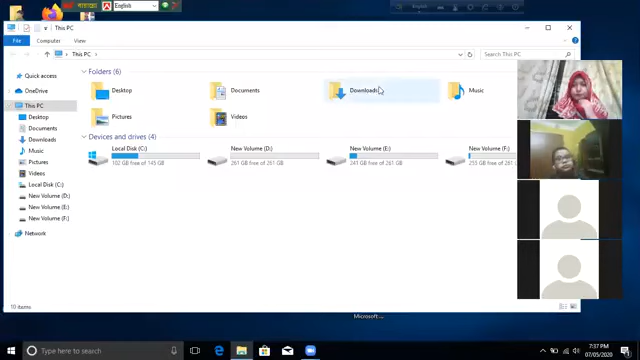 English
This PC
File
Computer
View
This PC
Search This PC
Quick access
OneDrive
This PC
Desktop
Documents
Downloads
Music
Pictures
Videos
Local Disk (C:)
New Volume (D:)
New Volume (E:)
New Volume (F:)
Network
Folders (6)
Desktop
Documents
Downloads
Music
Pictures
Videos
Devices and drives (4)
Local Disk (C:)
102 GB free of 145 GB
New Volume (D:)
261 GB free of 261 GB
New Volume (E:)
241 GB free of 261 GB
New Volume (F:)
10 items
Microsoft...
Type here to search
7:37 PM
07/05/2020